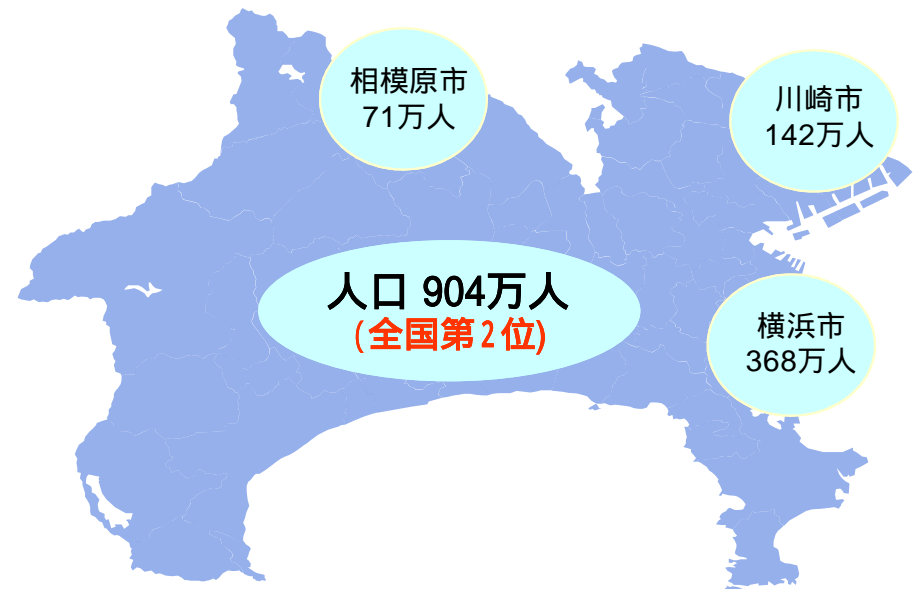 相模原市
71万人
川崎市
142万人
人口 904万人
(全国第2位)
横浜市
368万人